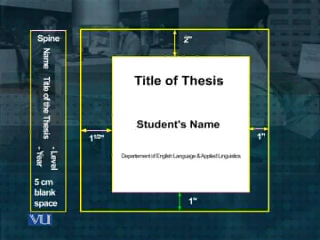 Spine
Name Title of the Thesis - Level
- Year
5 cm
blank
space
VU
2"
Title of Thesis
Student's Name
Departement of English Language & Applied Linguistics
1 1/2"
1"
1"